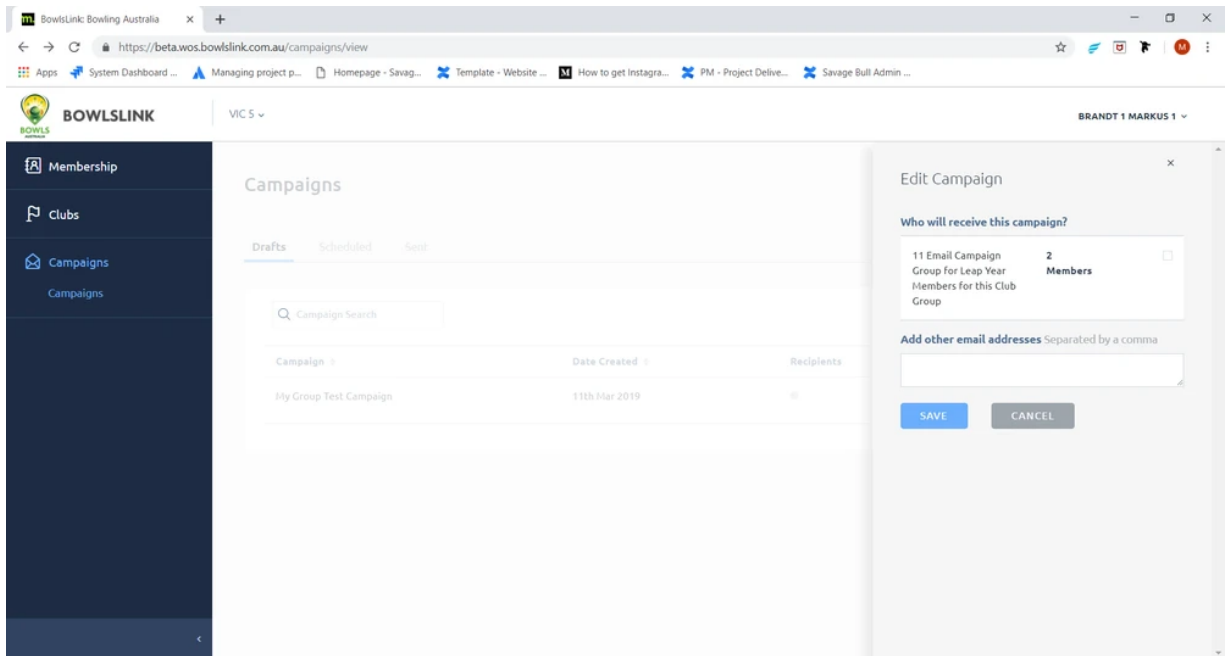 m. BowlsLink: Bowling Australia
https://beta.wos.bowlslink.com.au/campaigns/view
M
Apps System Dashboard ... Managing project p... Homepage - Savag... Template - Website ... M How to get Instagra... PM - Project Delive... Savage Bull Admin ...
BOWLS
BOWLSLINK
VIC 5
BRANDT 1 MARKUS 1
Membership
Clubs
Campaigns
Campaigns
Campaigns
Drafts Scheduled Sent
Campaign Search
Campaign Date Created Recipients
My Group Test Campaign 11th Mar 2019
Edit Campaign
Who will receive this campaign?
11 Email Campaign
Group for Leap Year
Members for this Club
Group
2
Members
Add other email addresses Separated by a comma
SAVE CANCEL